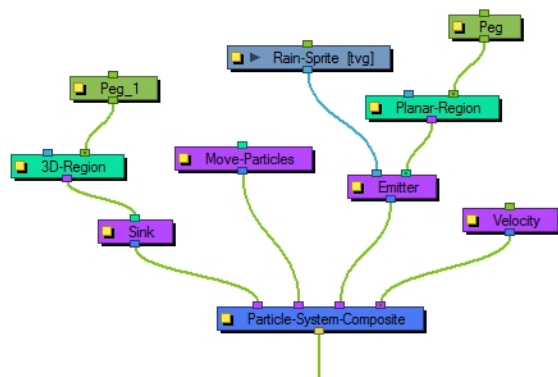 Peg
Rain-Sprite [tvg]
Peg_1
Planar-Region
3D-Region
Move-Particles
Emitter
Sink
Velocity
Particle-System-Composite